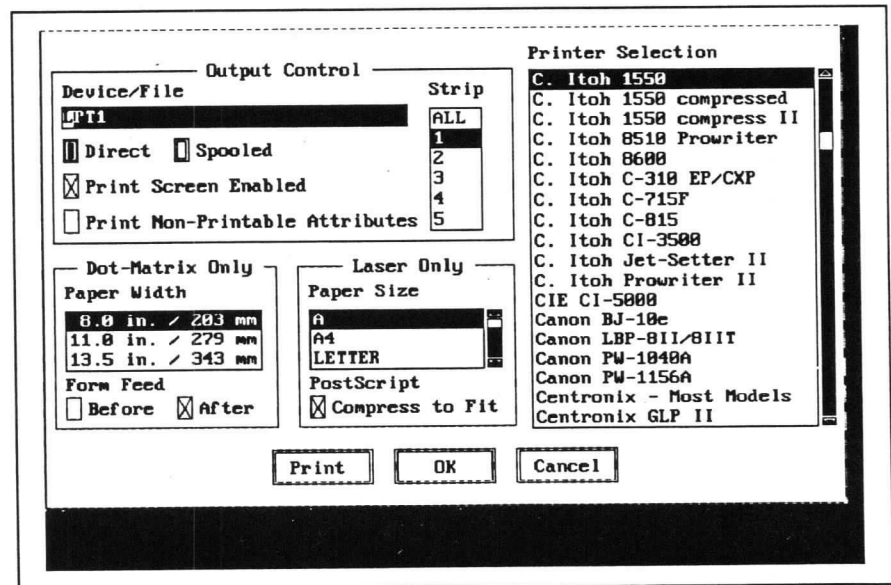 Output Control
Device/File
LPT1
Direct Spooled
Print Screen Enabled
Print Non-Printable Attributes
Strip
ALL
1
2
3
4
5
Dot-Matrix Only
Paper Width
8.0 in. / 203 mm
11.0 in. / 279 mm
13.5 in. / 343 mm
Form Feed
Before After
Laser Only
Paper Size
A
A4
LETTER
PostScript
Compress to Fit
Printer Selection
C. Itoh 1550
C. Itoh 1550 compressed
C. Itoh 1550 compress II
C. Itoh 8510 Prowriter
C. Itoh 8600
C. Itoh C-310 EP/CXP
C. Itoh C-715F
C. Itoh C-815
C. Itoh CI-3500
C. Itoh Jet-Setter II
C. Itoh Prowriter II
CIE CI-5000
Canon BJ-10e
Canon LBP-8II/8IIT
Canon PW-1040A
Canon PW-1156A
Centronix - Most Models
Centronix GLP II
Print OK Cancel